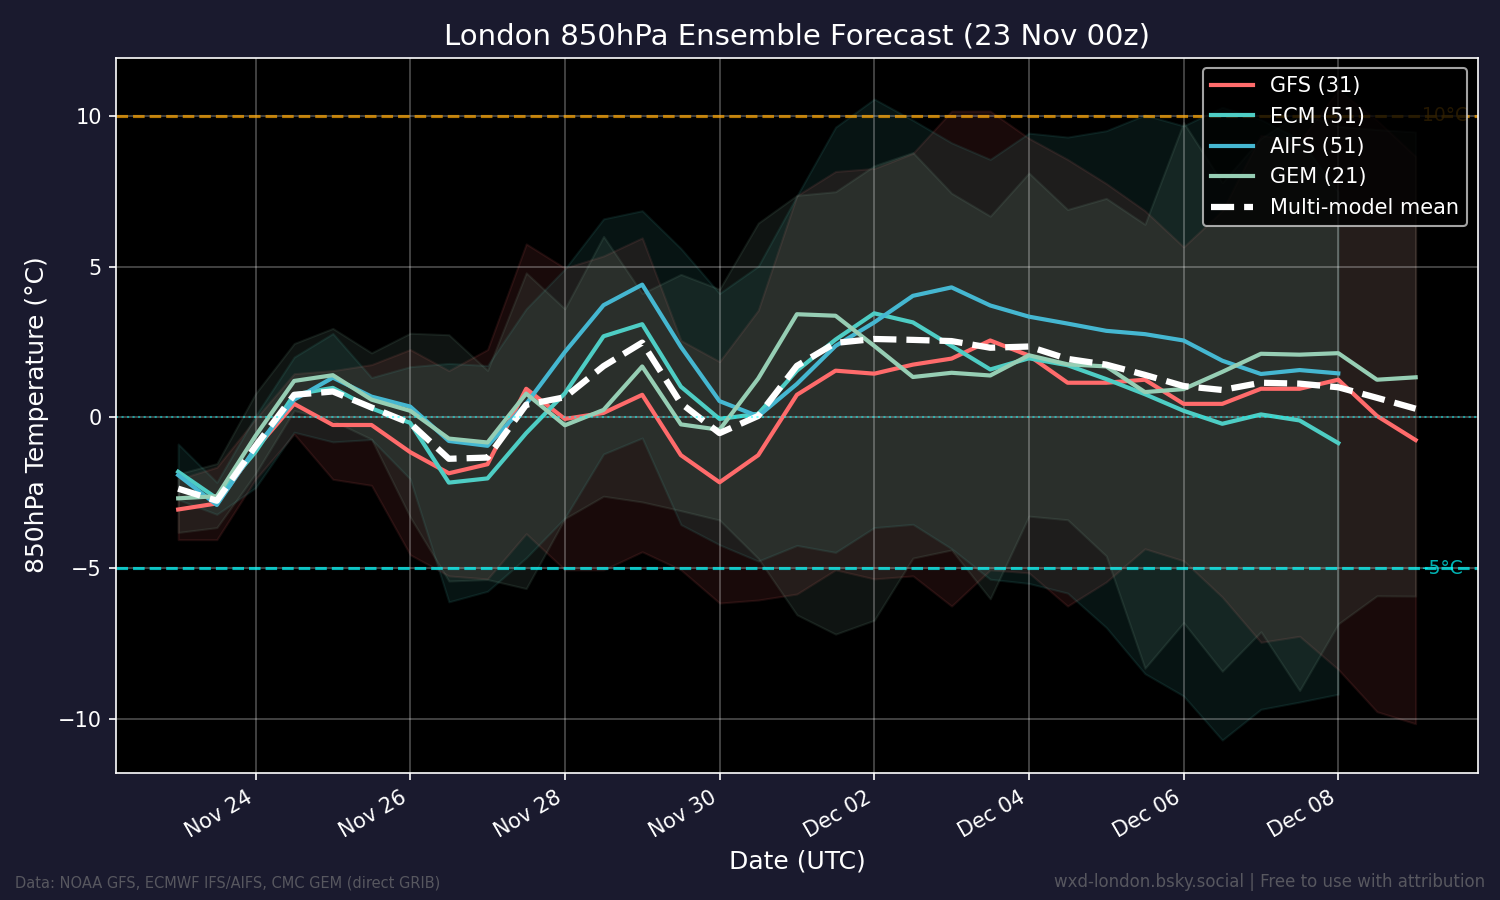 London 850hPa Ensemble Forecast (23 Nov 00z)
GFS (31)
ECM (51)
AIFS (51)
GEM (21)
Multi-model mean
10°C
-5°C
850hPa Temperature (°C)
10
5
0
−5
−10
Nov 24
Nov 26
Nov 28
Nov 30
Dec 02
Dec 04
Dec 06
Dec 08
Date (UTC)
Data: NOAA GFS, ECMWF IFS/AIFS, CMC GEM (direct GRIB)
wxd-london.bsky.social | Free to use with attribution